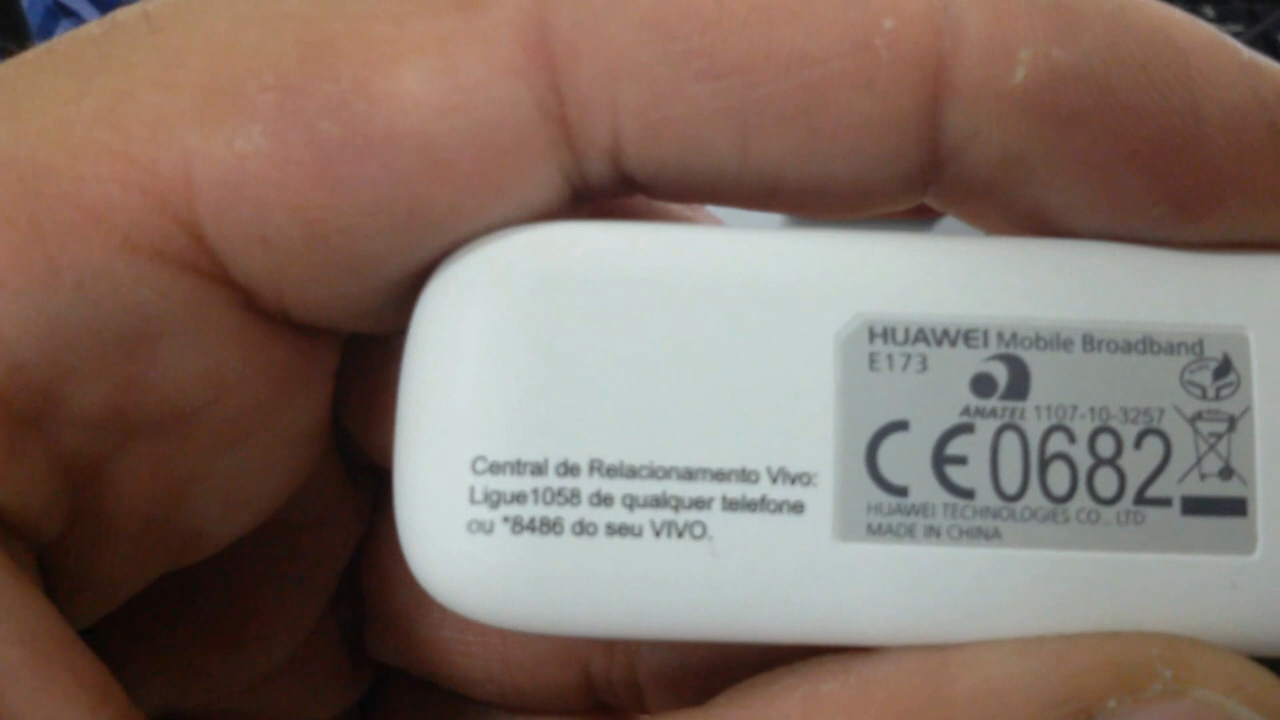 Central de Relacionamento Vivo:
Ligue1058 de qualquer telefone
ou *8486 do seu VIVO.
HUAWEI Mobile Broadband
E173
ANATEL 1107-10-3257
CE0682
HUAWEI TECHNOLOGIES CO., LTD
MADE IN CHINA